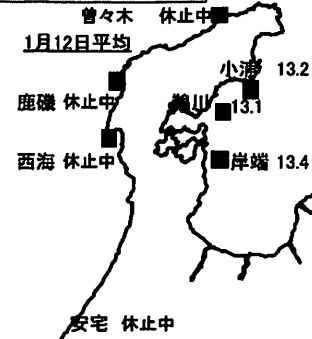 曽々木 休止中
1月12日平均
小浦 13.2
鹿磯 休止中
鵜川 13.1
西海 休止中
岸端 13.4
安宅 休止中